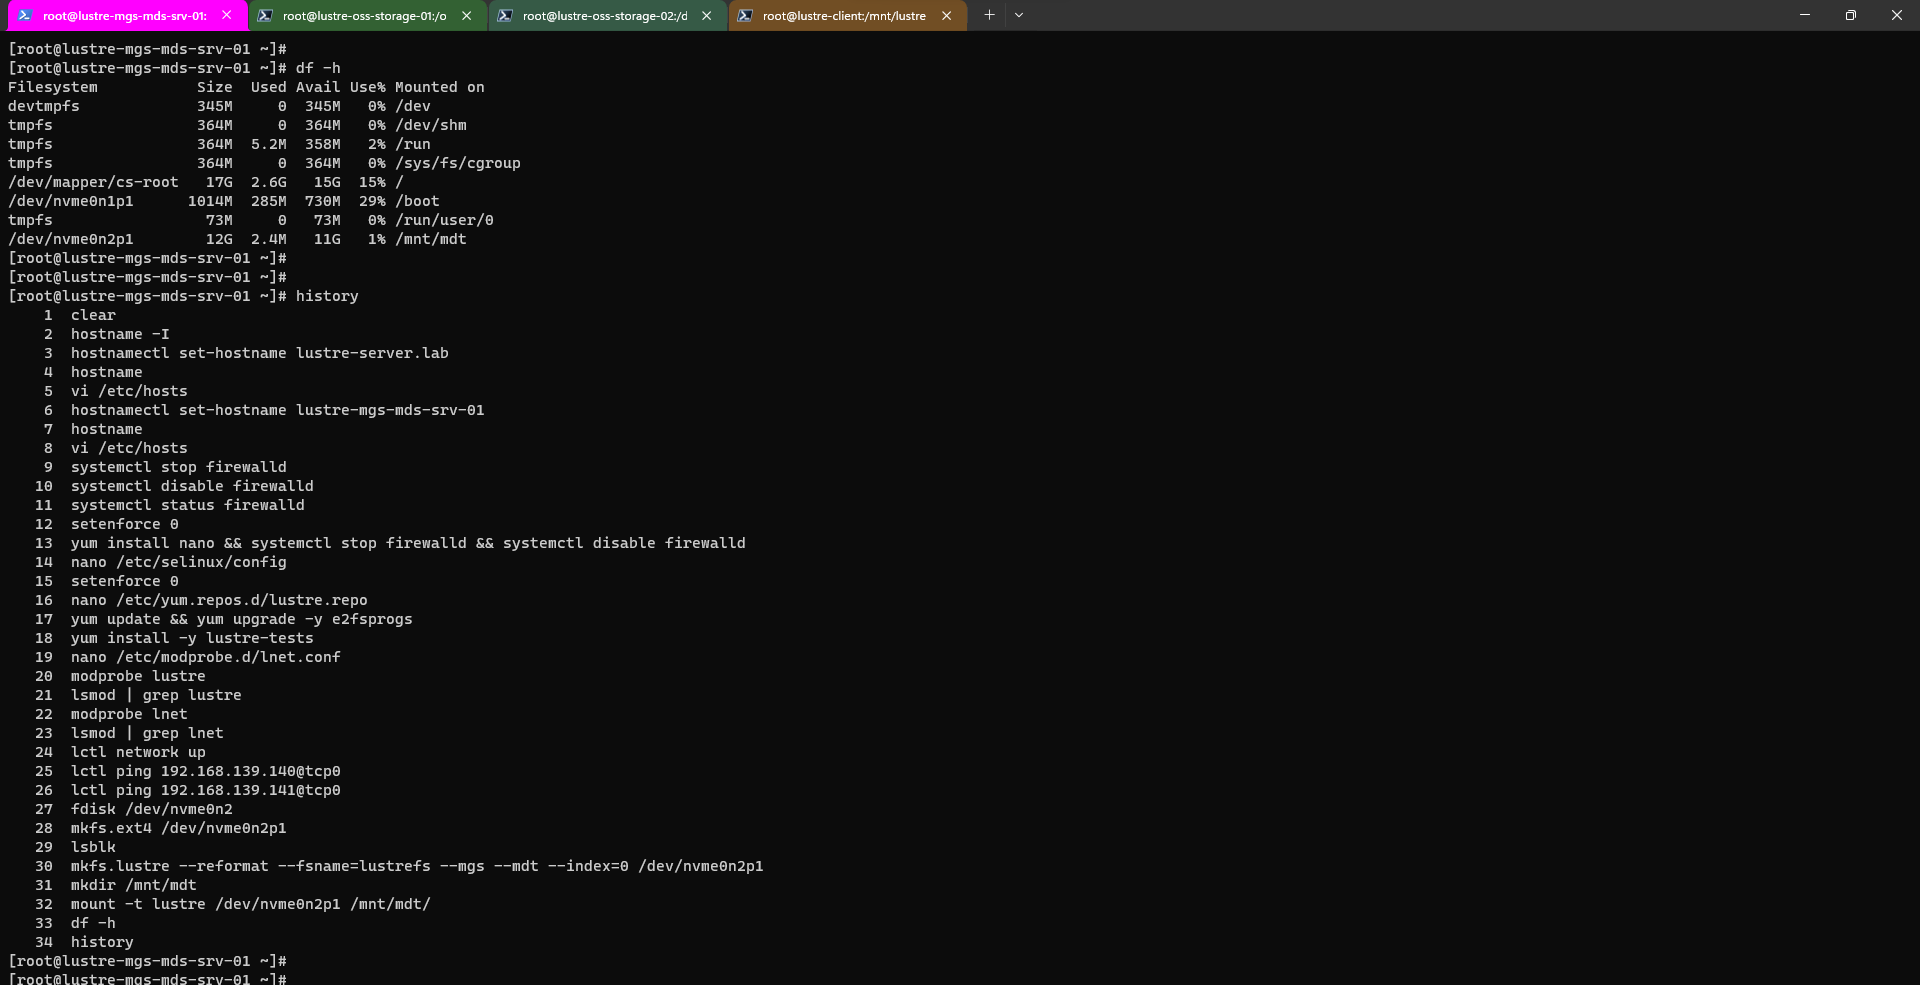 root@lustre-mgs-mds-srv-01: root@lustre-oss-storage-01:/o root@lustre-oss-storage-02:/d root@lustre-client:/mnt/lustre
[root@lustre-mgs-mds-srv-01 ~]#
[root@lustre-mgs-mds-srv-01 ~]# df -h
Filesystem           Size  Used Avail Use% Mounted on
devtmpfs             345M     0  345M   0% /dev
tmpfs                364M     0  364M   0% /dev/shm
tmpfs                364M  5.2M  358M   2% /run
tmpfs                364M     0  364M   0% /sys/fs/cgroup
/dev/mapper/cs-root   17G  2.6G   15G  15% /
/dev/nvme0n1p1      1014M  285M  730M  29% /boot
tmpfs                 73M     0   73M   0% /run/user/0
/dev/nvme0n2p1        12G  2.4M   11G   1% /mnt/mdt
[root@lustre-mgs-mds-srv-01 ~]#
[root@lustre-mgs-mds-srv-01 ~]#
[root@lustre-mgs-mds-srv-01 ~]# history
    1  clear
    2  hostname -I
    3  hostnamectl set-hostname lustre-server.lab
    4  hostname
    5  vi /etc/hosts
    6  hostnamectl set-hostname lustre-mgs-mds-srv-01
    7  hostname
    8  vi /etc/hosts
    9  systemctl stop firewalld
   10  systemctl disable firewalld
   11  systemctl status firewalld
   12  setenforce 0
   13  yum install nano && systemctl stop firewalld && systemctl disable firewalld
   14  nano /etc/selinux/config
   15  setenforce 0
   16  nano /etc/yum.repos.d/lustre.repo
   17  yum update && yum upgrade -y e2fsprogs
   18  yum install -y lustre-tests
   19  nano /etc/modprobe.d/lnet.conf
   20  modprobe lustre
   21  lsmod | grep lustre
   22  modprobe lnet
   23  lsmod | grep lnet
   24  lctl network up
   25  lctl ping 192.168.139.140@tcp0
   26  lctl ping 192.168.139.141@tcp0
   27  fdisk /dev/nvme0n2
   28  mkfs.ext4 /dev/nvme0n2p1
   29  lsblk
   30  mkfs.lustre --reformat --fsname=lustrefs --mgs --mdt --index=0 /dev/nvme0n2p1
   31  mkdir /mnt/mdt
   32  mount -t lustre /dev/nvme0n2p1 /mnt/mdt/
   33  df -h
   34  history
[root@lustre-mgs-mds-srv-01 ~]#
[root@lustre-mgs-mds-srv-01 ~]#